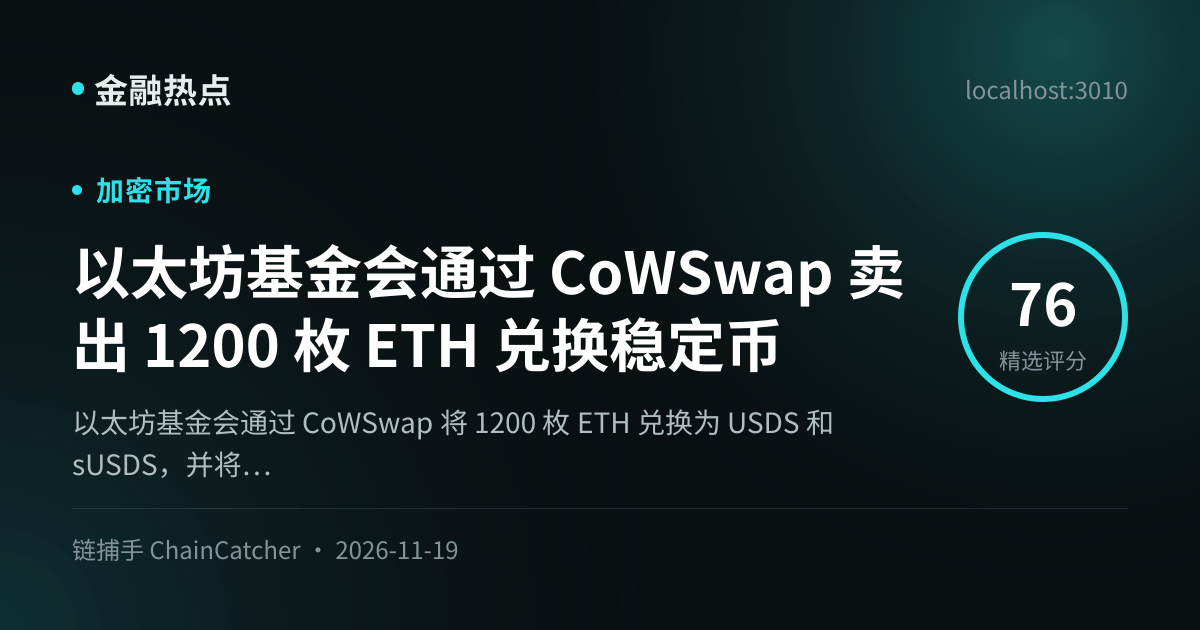 金融热点
localhost:3010
加密市场
以太坊基金会通过 CoWSwap 卖
出 1200 枚 ETH 兑换稳定币
76
精选评分
以太坊基金会通过 CoWSwap 将 1200 枚 ETH 兑换为 USDS 和
sUSDS，并将…
链捕手 ChainCatcher · 2026-11-19